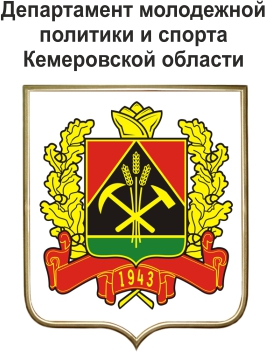 Департамент молодежной
политики и спорта
Кемеровской области
1943